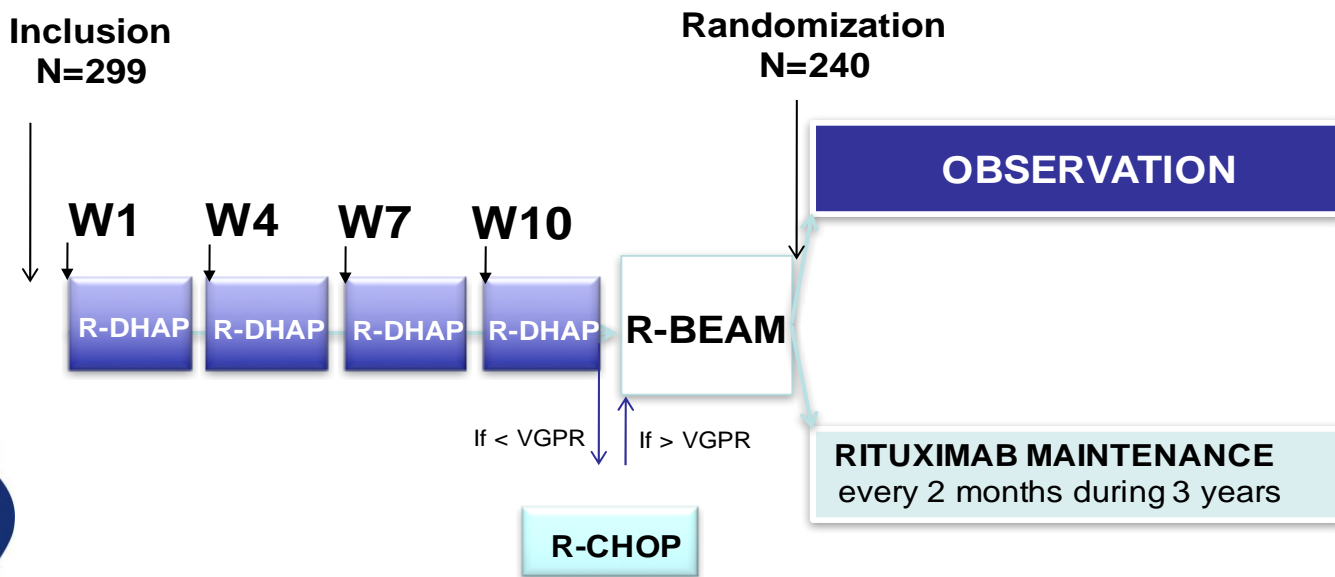 Inclusion
N=299
Randomization
N=240
OBSERVATION
W1 W4 W7 W10
R-DHAP R-DHAP R-DHAP R-DHAP R-BEAM
If < VGPR If > VGPR
RITUXIMAB MAINTENANCE
every 2 months during 3 years
R-CHOP